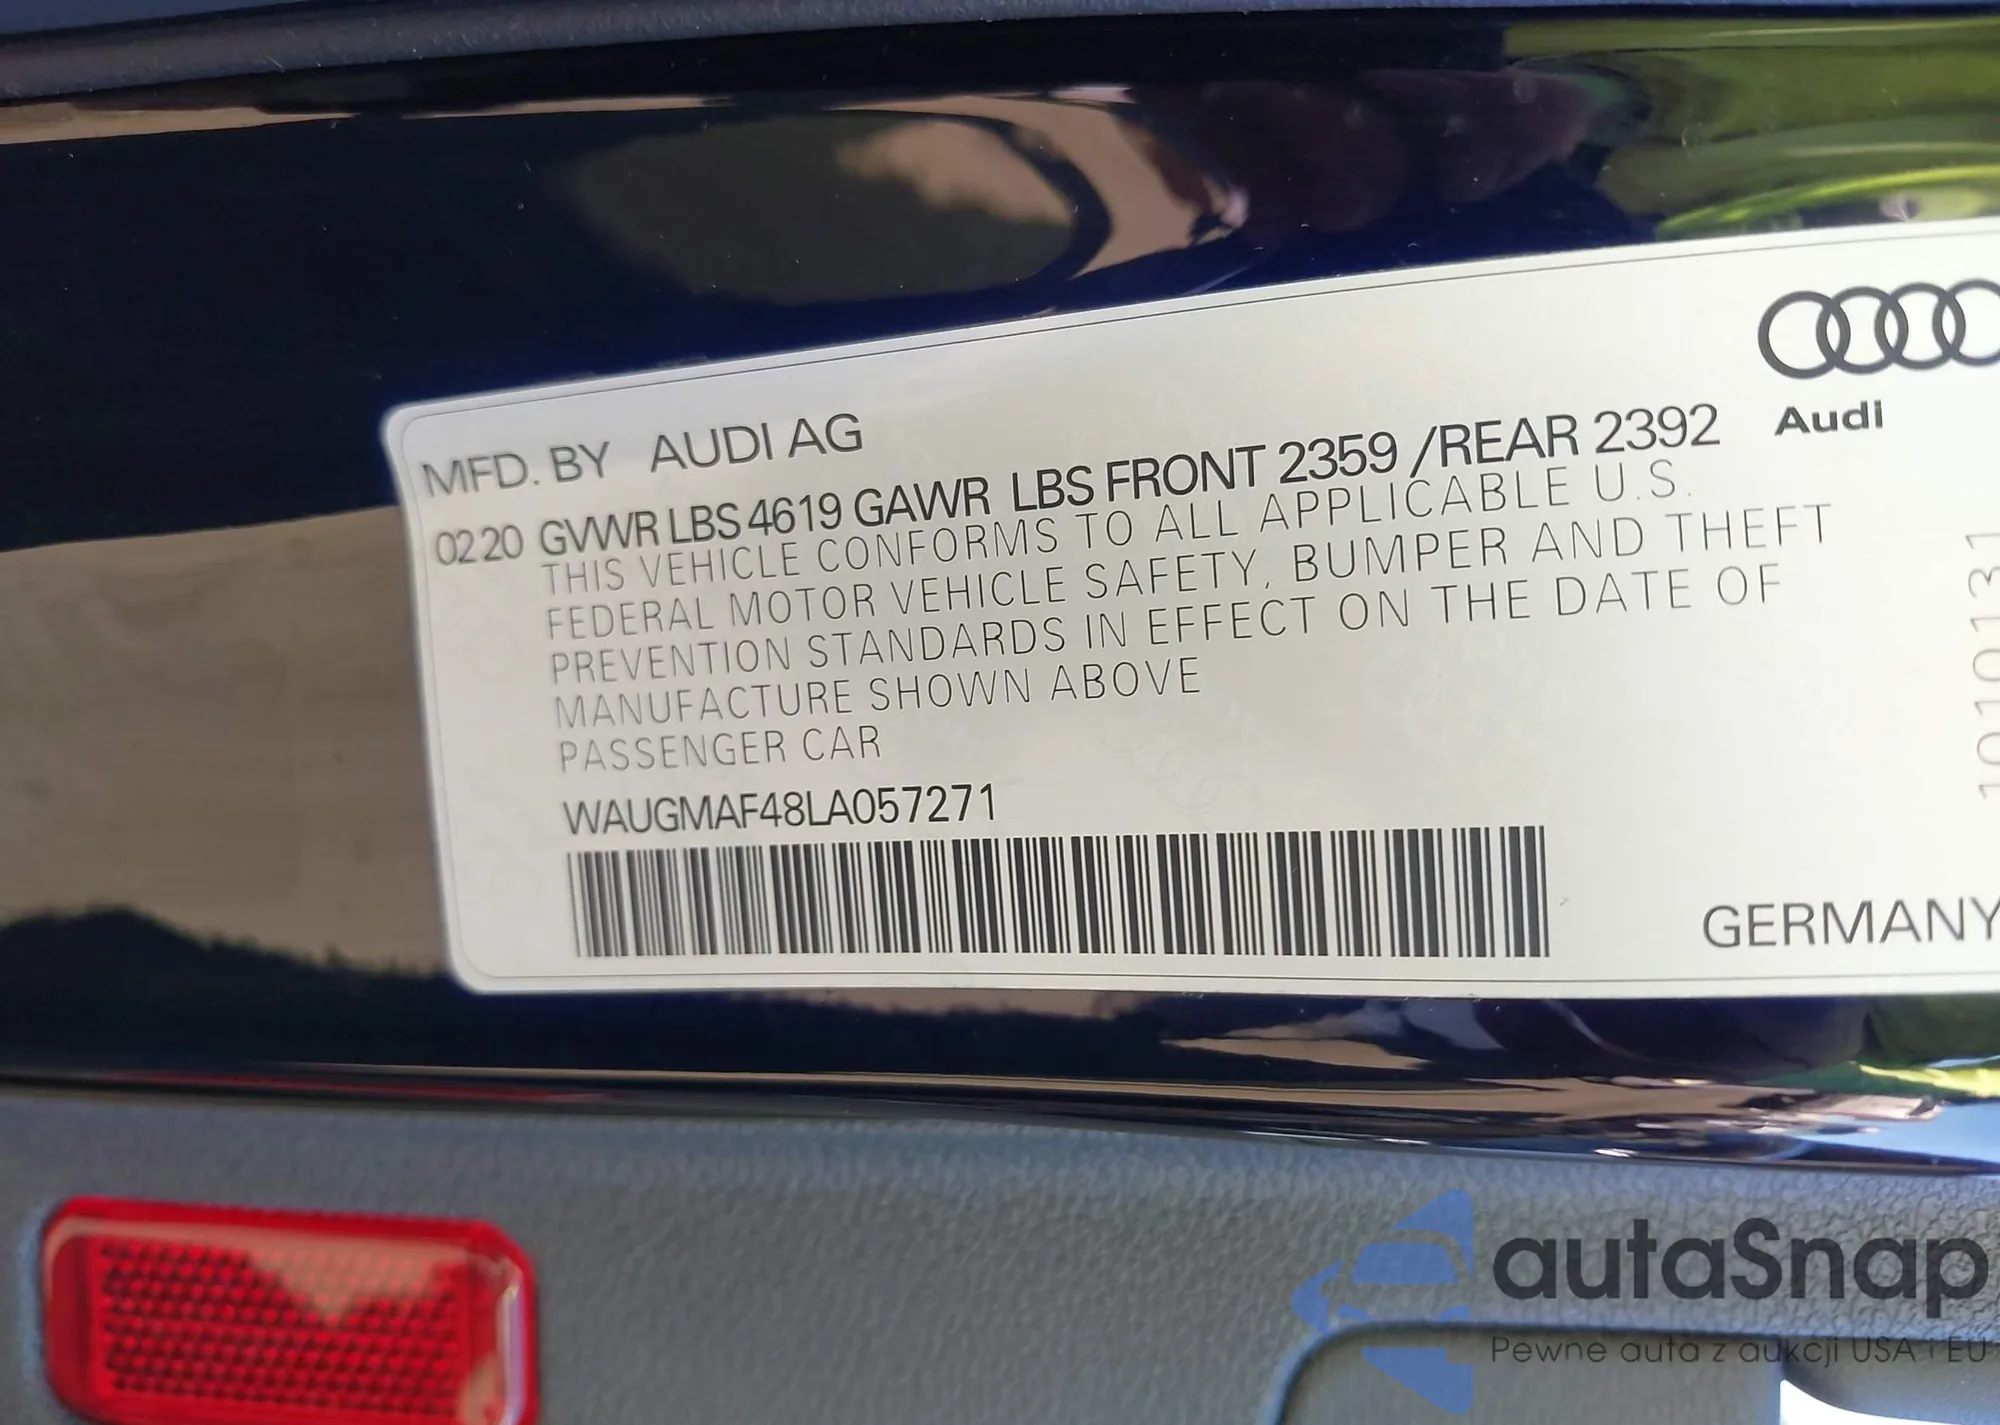 MFD. BY AUDI AG
Audi
02 20 GVWR LBS 4619 GAWR LBS FRONT 2359 /REAR 2392
THIS VEHICLE CONFORMS TO ALL APPLICABLE U.S.
FEDERAL MOTOR VEHICLE SAFETY, BUMPER AND THEFT
PREVENTION STANDARDS IN EFFECT ON THE DATE OF
MANUFACTURE SHOWN ABOVE
PASSENGER CAR
WAUGMAF48LA057271
GERMANY
1010131
autaSnap
Pewne auta z aukcji USA i EU